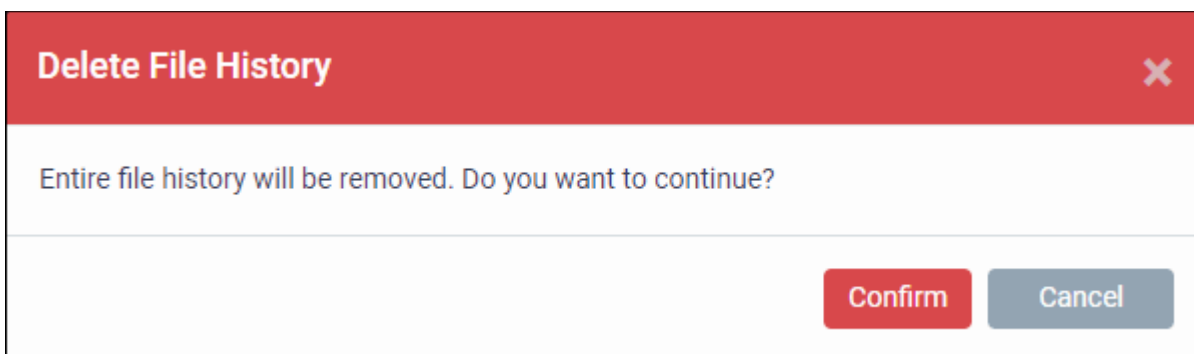 Delete File History
Entire file history will be removed. Do you want to continue?
Confirm Cancel